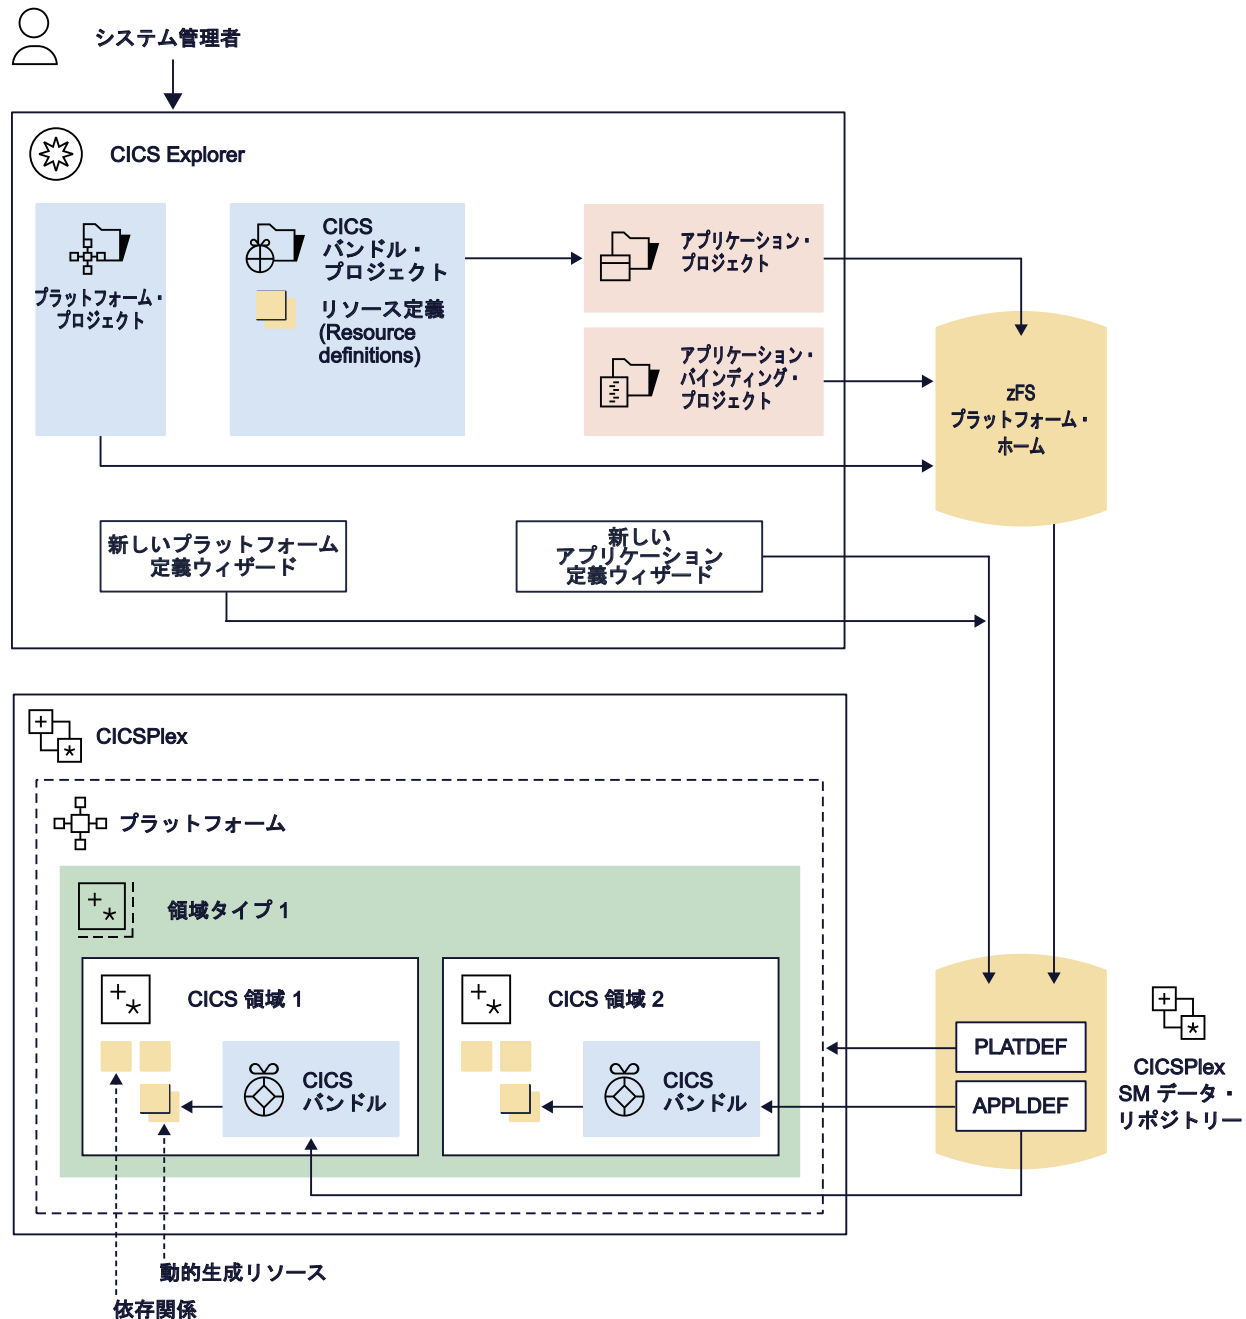 システム管理者
CICS Explorer
プラットフォーム・
プロジェクト
CICS
バンドル・
プロジェクト
リソース定義
(Resource
definitions)
アプリケーション・
プロジェクト
アプリケーション・
バインディング・
プロジェクト
zFS
プラットフォーム・
ホーム
新しいプラットフォーム
定義ウィザード
新しい
アプリケーション
定義ウィザード
CICSPlex
プラットフォーム
領域タイプ 1
CICS 領域 1
CICS
バンドル
CICS 領域 2
CICS
バンドル
PLATDEF
APPLDEF
CICSPlex
SM データ・
リポジトリー
動的生成リソース
依存関係